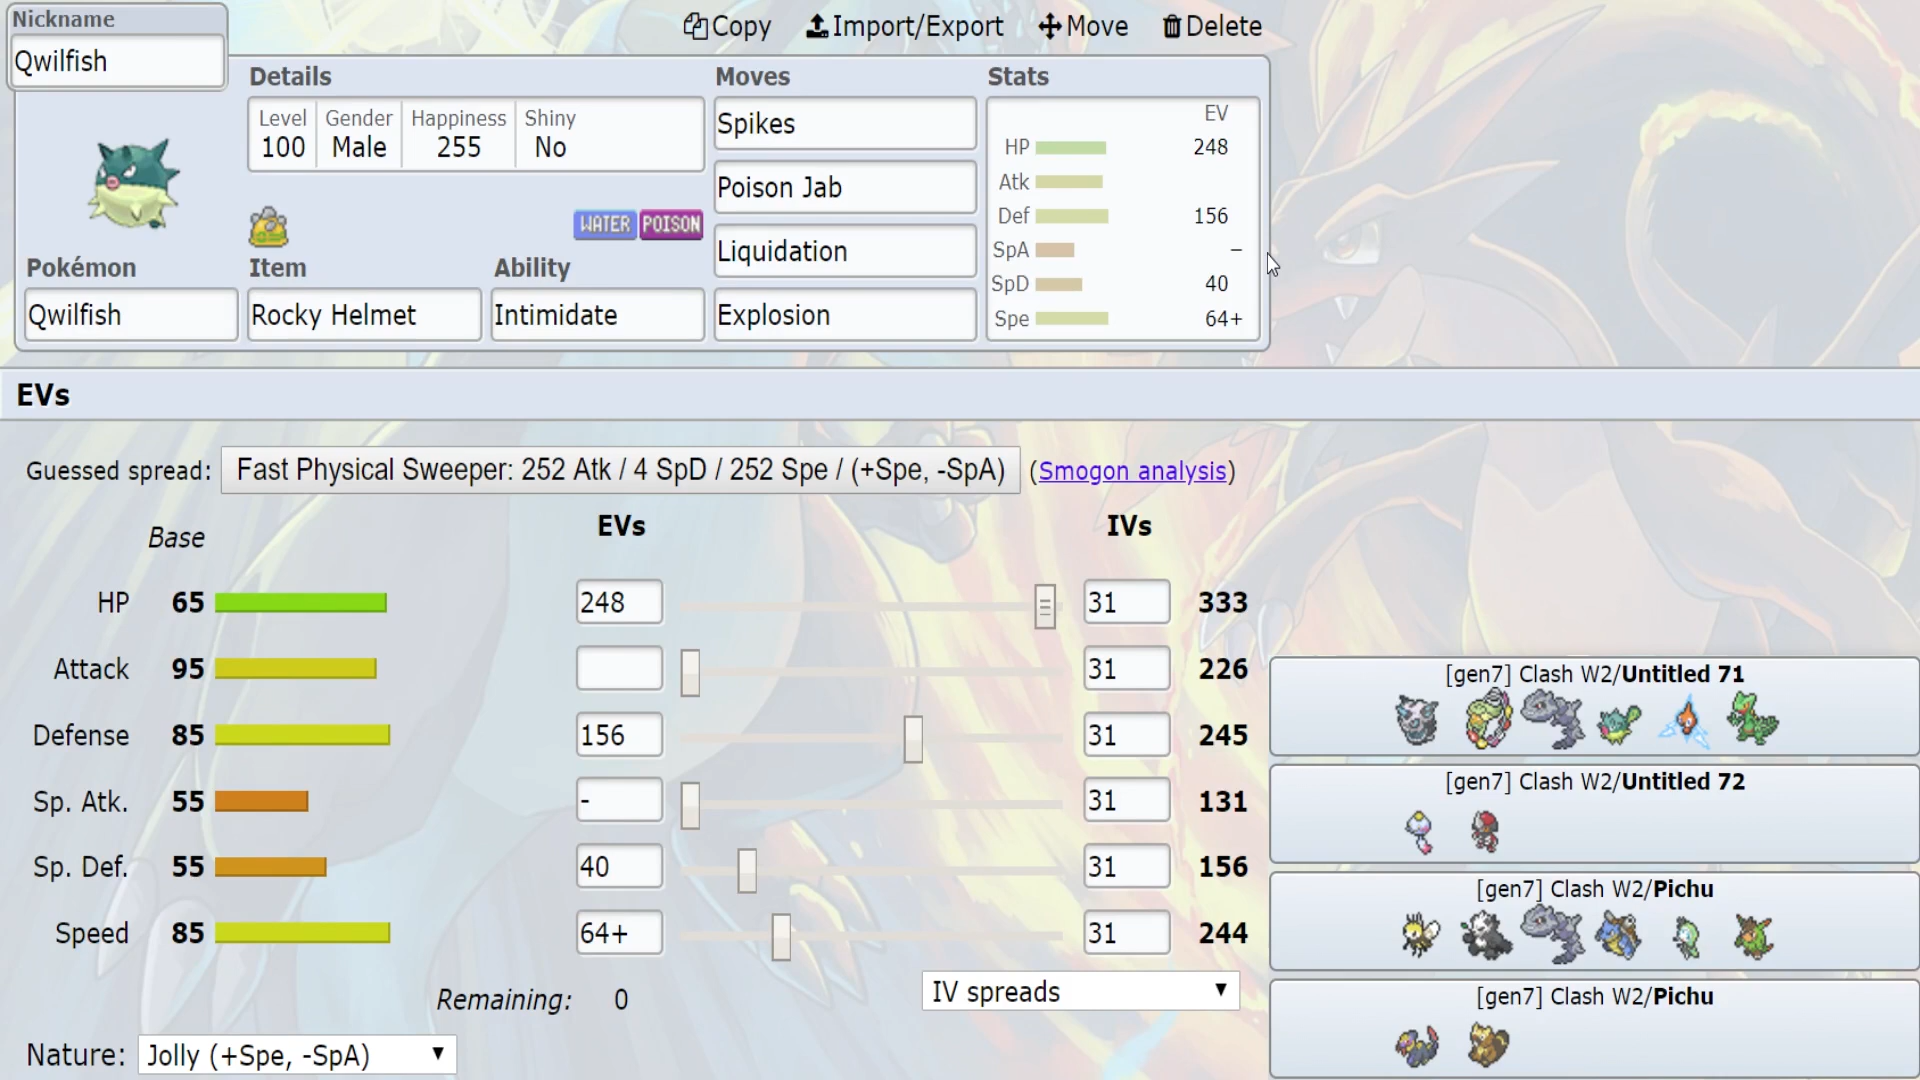 Nickname
Qwilfish
Copy Import/Export Move Delete
Details Moves Stats
Level Gender Happiness Shiny
100 Male 255 No
WATER POISON
Pokémon Item Ability
Qwilfish Rocky Helmet Intimidate
Spikes
Poison Jab
Liquidation
Explosion
EV
HP 248
Atk
Def 156
SpA –
SpD 40
Spe 64+
EVs
Guessed spread: Fast Physical Sweeper: 252 Atk / 4 SpD / 252 Spe / (+Spe, -SpA) (Smogon analysis)
Base EVs IVs
HP 65 248 31 333
Attack 95 31 226
Defense 85 156 31 245
Sp. Atk. 55 - 31 131
Sp. Def. 55 40 31 156
Speed 85 64+ 31 244
Remaining: 0 IV spreads
Nature: Jolly (+Spe, -SpA)
[gen7] Clash W2/Untitled 71
[gen7] Clash W2/Untitled 72
[gen7] Clash W2/Pichu
[gen7] Clash W2/Pichu